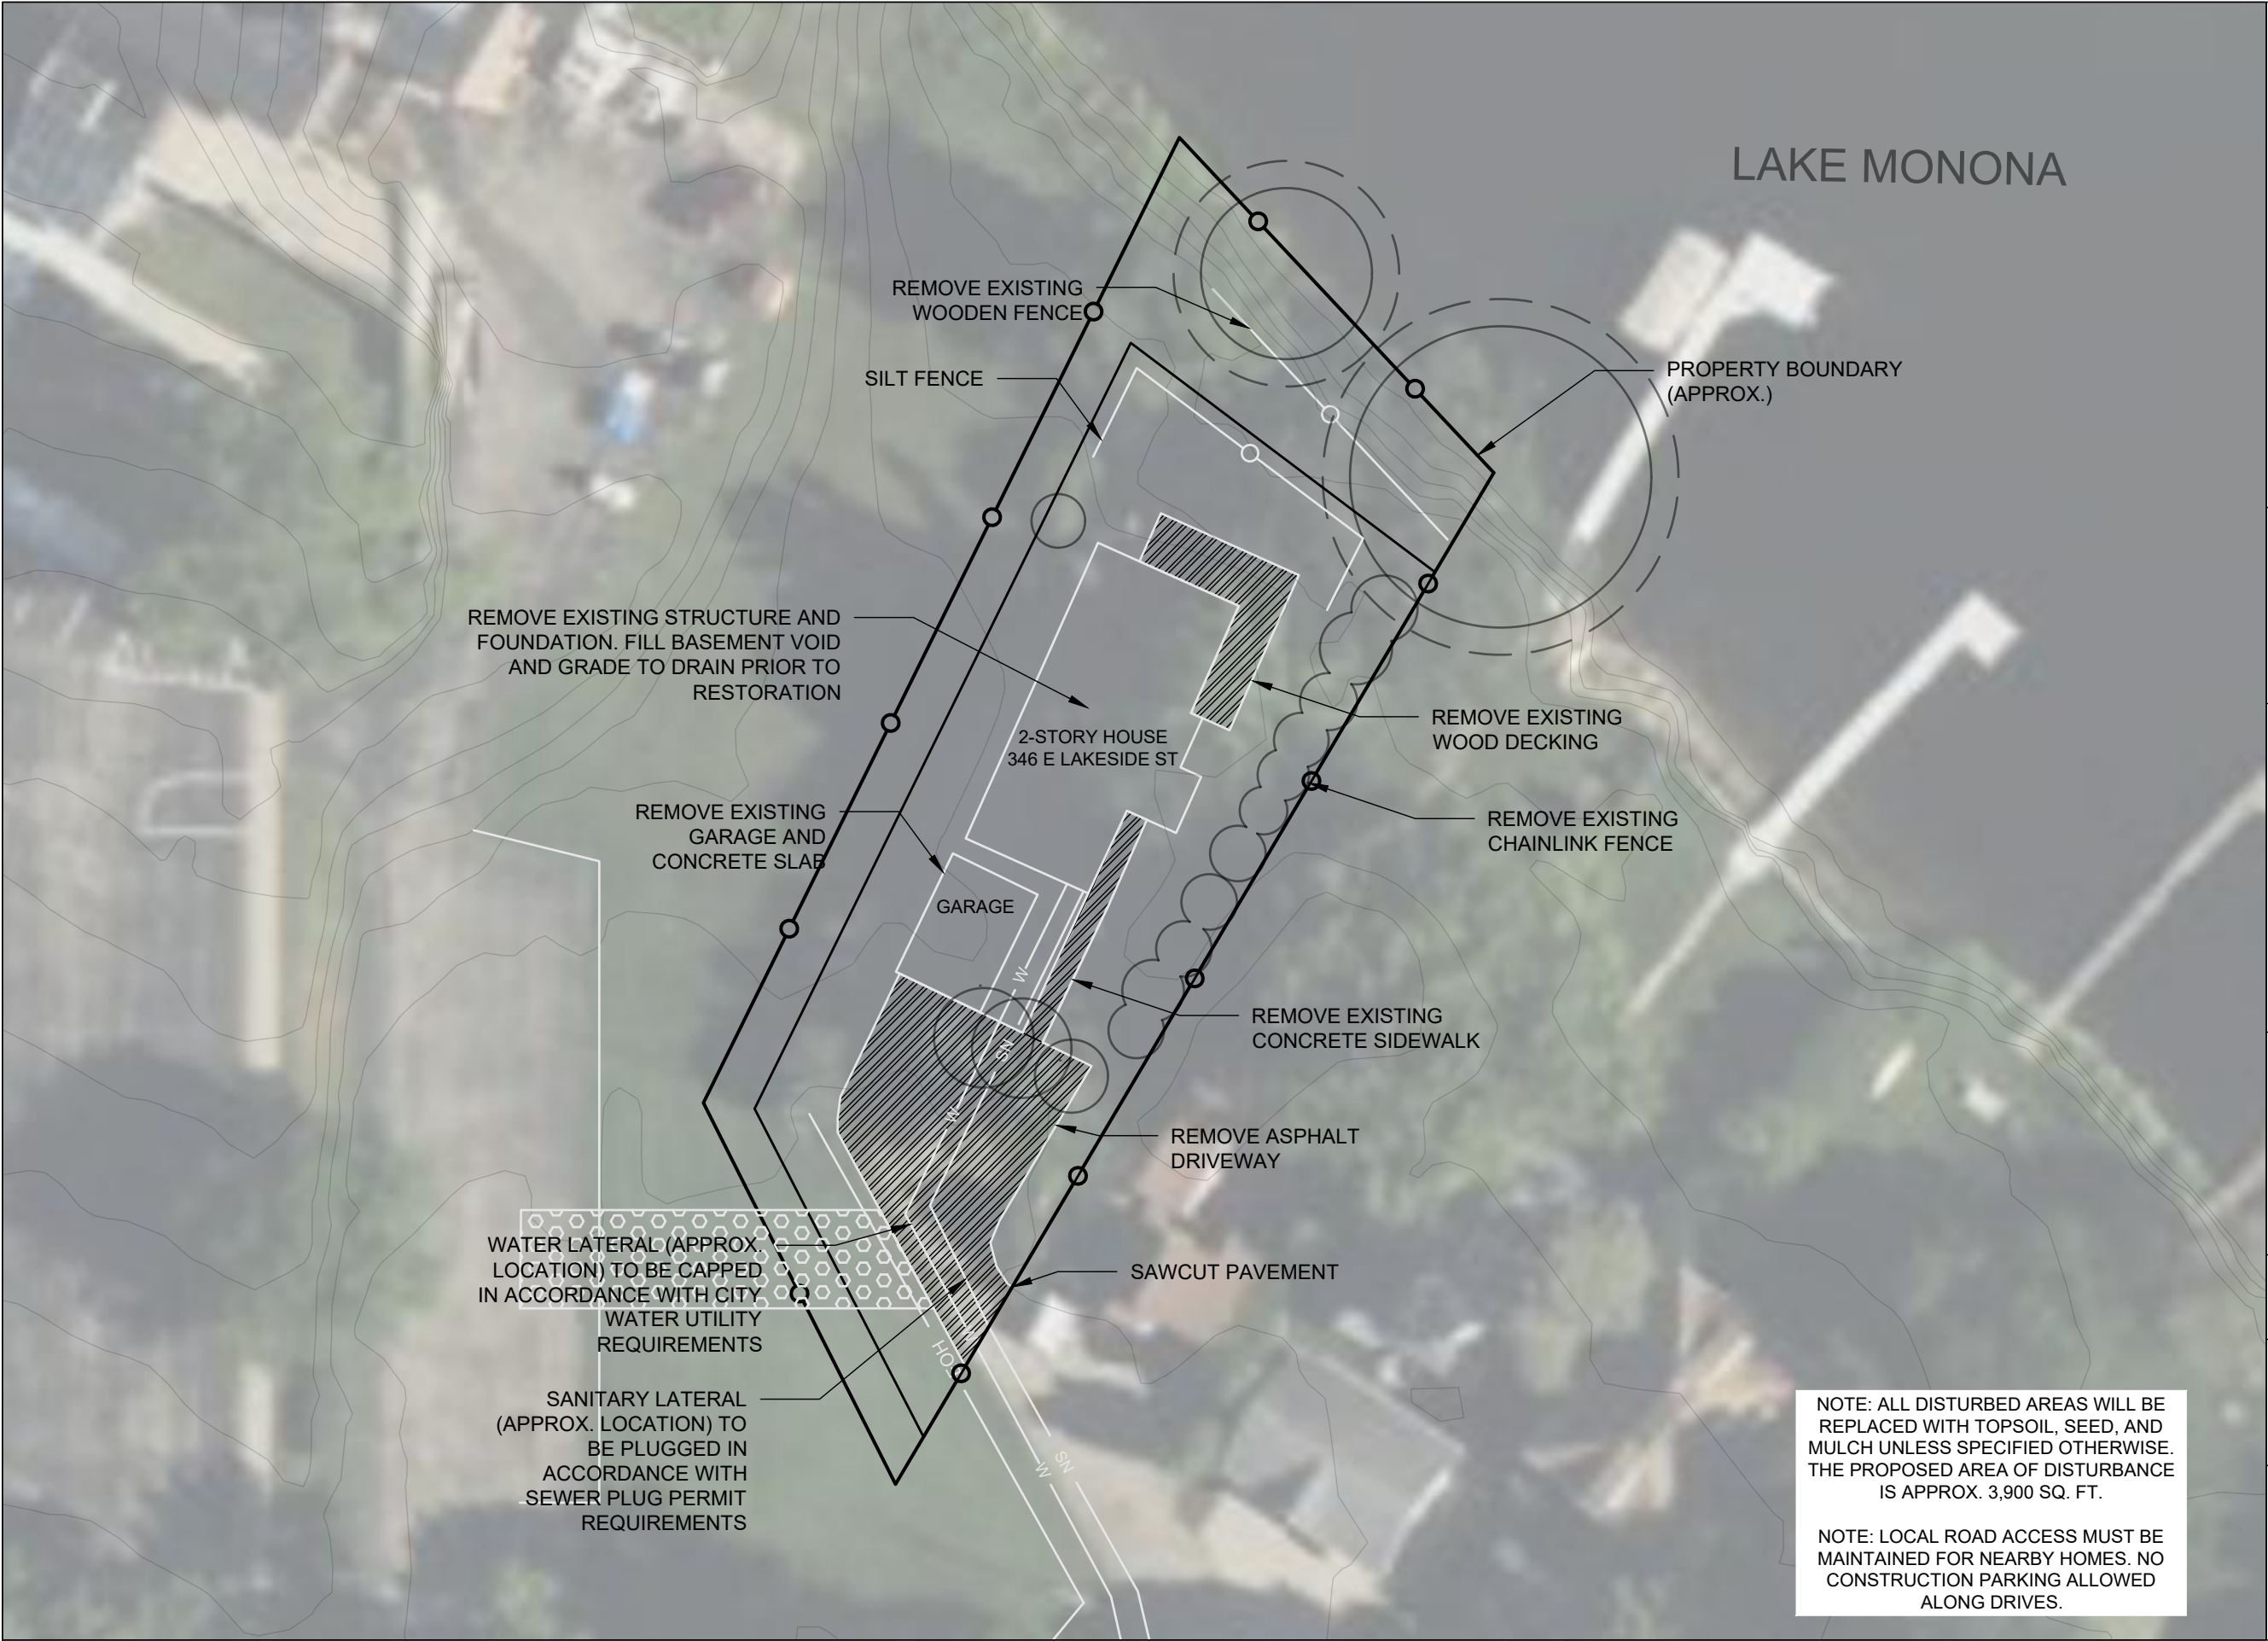 LAKE MONONA
REMOVE EXISTING
WOODEN FENCE
SILT FENCE
PROPERTY BOUNDARY
(APPROX.)
REMOVE EXISTING STRUCTURE AND
FOUNDATION. FILL BASEMENT VOID
AND GRADE TO DRAIN PRIOR TO
RESTORATION
2-STORY HOUSE
346 E LAKESIDE ST
REMOVE EXISTING
WOOD DECKING
REMOVE EXISTING
GARAGE AND
CONCRETE SLAB
REMOVE EXISTING
CHAINLINK FENCE
GARAGE
W
SN
W
REMOVE EXISTING
CONCRETE SIDEWALK
REMOVE ASPHALT
DRIVEWAY
WATER LATERAL (APPROX.
LOCATION) TO BE CAPPED
IN ACCORDANCE WITH CITY
WATER UTILITY
REQUIREMENTS
SAWCUT PAVEMENT
OH
SANITARY LATERAL
(APPROX. LOCATION) TO
BE PLUGGED IN
ACCORDANCE WITH
SEWER PLUG PERMIT
REQUIREMENTS
SN
W
NOTE: ALL DISTURBED AREAS WILL BE
REPLACED WITH TOPSOIL, SEED, AND
MULCH UNLESS SPECIFIED OTHERWISE.
THE PROPOSED AREA OF DISTURBANCE
IS APPROX. 3,900 SQ. FT.
NOTE: LOCAL ROAD ACCESS MUST BE
MAINTAINED FOR NEARBY HOMES. NO
CONSTRUCTION PARKING ALLOWED
ALONG DRIVES.